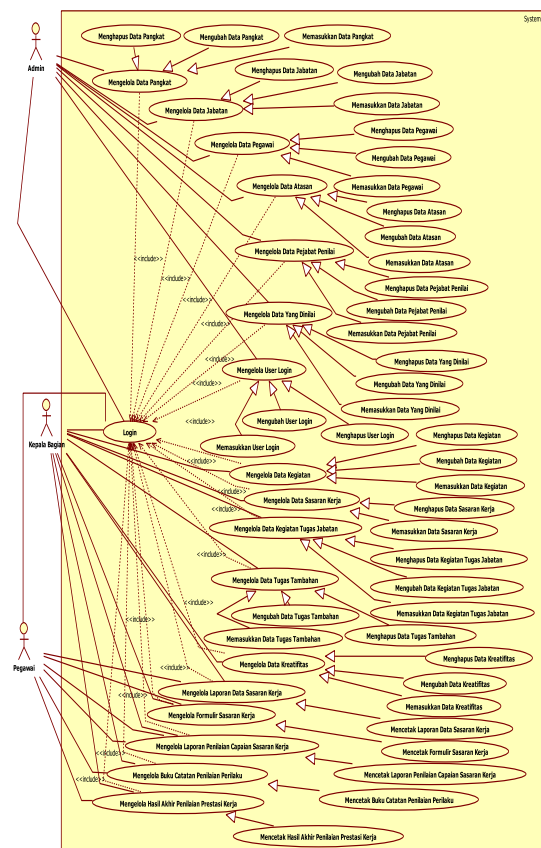 System
Menghapus Data Pangkat
Mengubah Data Pangkat
Memasukkan Data Pangkat
Admin
Mengelola Data Pangkat
Menghapus Data Jabatan
Mengubah Data Jabatan
Mengelola Data Jabatan
Memasukkan Data Jabatan
Menghapus Data Pegawai
Mengelola Data Pegawai
Mengubah Data Pegawai
Mengelola Data Atasan
Memasukkan Data Pegawai
Menghapus Data Atasan
Mengubah Data Atasan
Mengelola Data Pejabat Penilai
<<include>>
Memasukkan Data Atasan
<<include>>
Menghapus Data Pejabat Penilai
<<include>>
Mengubah Data Pejabat Penilai
Mengelola Data Yang Dinilai
<<include>>
Memasukkan Data Pejabat Penilai
<<include>>
Menghapus Data Yang Dinilai
Mengelola User Login
<<include>>
Mengubah Data Yang Dinilai
Memasukkan Data Yang Dinilai
<<include>>
Mengubah User Login
Login
Menghapus User Login
Menghapus Data Kegiatan
Kepala Bagian
Memasukkan User Login
<<include>>
Mengubah Data Kegiatan
Mengelola Data Kegiatan
Memasukkan Data Kegiatan
<<include>>
Mengelola Data Sasaran Kerja
Menghapus Data Sasaran Kerja
<<include>>
Mengelola Data Kegiatan Tugas Jabatan
Memasukkan Data Sasaran Kerja
<<include>>
Menghapus Data Kegiatan Tugas Jabatan
Mengelola Data Tugas Tambahan
Mengubah Data Kegiatan Tugas Jabatan
<<include>>
Memasukkan Data Kegiatan Tugas Jabatan
<<include>>
Mengubah Data Tugas Tambahan
Pegawai
Memasukkan Data Tugas Tambahan
Menghapus Data Tugas Tambahan
Mengelola Data Kreatifitas
Menghapus Data Kreatifitas
<<include>>
Mengubah Data Kreatifitas
Mengelola Laporan Data Sasaran Kerja
<<include>>
Memasukkan Data Kreatifitas
Mengelola Formulir Sasaran Kerja
Mencetak Laporan Data Sasaran Kerja
Mengelola Laporan Penilaian Capaian Sasaran Kerja
Mencetak Formulir Sasaran Kerja
<<include>>
Mengelola Buku Catatan Penilaian Perilaku
Mencetak Laporan Penilaian Capaian Sasaran Kerja
<<include>>
Mengelola Hasil Akhir Penilaian Prestasi Kerja
Mencetak Buku Catatan Penilaian Perilaku
Mencetak Hasil Akhir Penilaian Prestasi Kerja